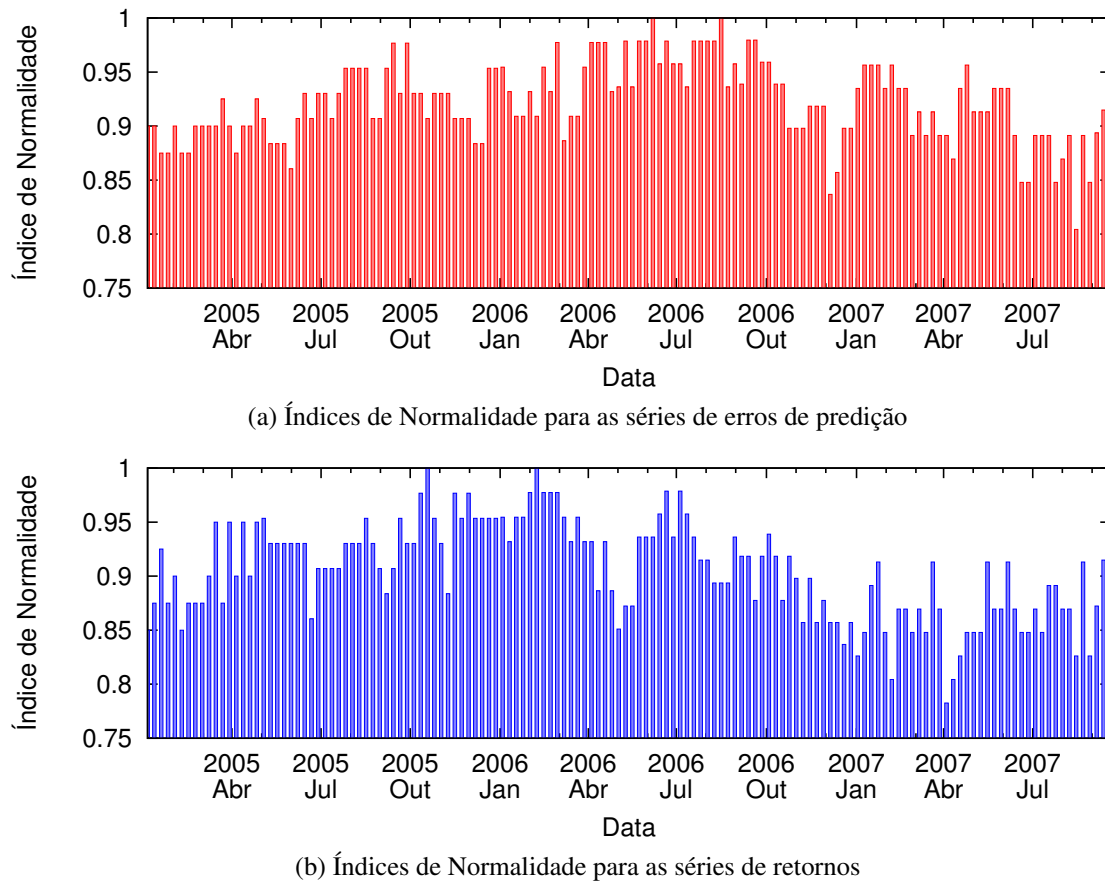 1
0.95
0.9
0.85
0.8
0.75
Índice de Normalidade
2005 2005 2005 2006 2006 2006 2006 2007 2007 2007
Abr Jul Out Jan Abr Jul Out Jan Abr Jul
Data
(a) Índices de Normalidade para as séries de erros de predição
1
0.95
0.9
0.85
0.8
0.75
Índice de Normalidade
2005 2005 2005 2006 2006 2006 2006 2007 2007 2007
Abr Jul Out Jan Abr Jul Out Jan Abr Jul
Data
(b) Índices de Normalidade para as séries de retornos